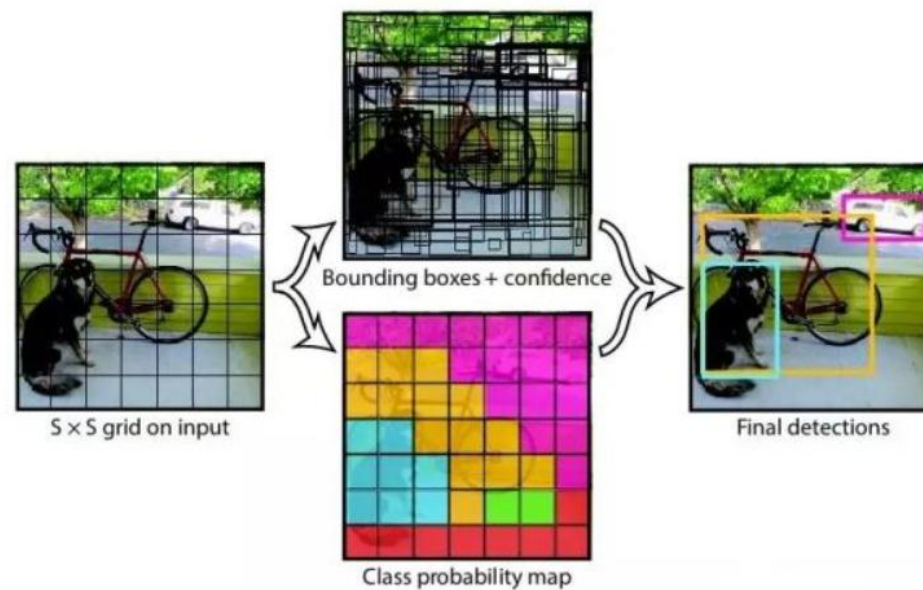 S × S grid on input
Bounding boxes + confidence
Class probability map
Final detections